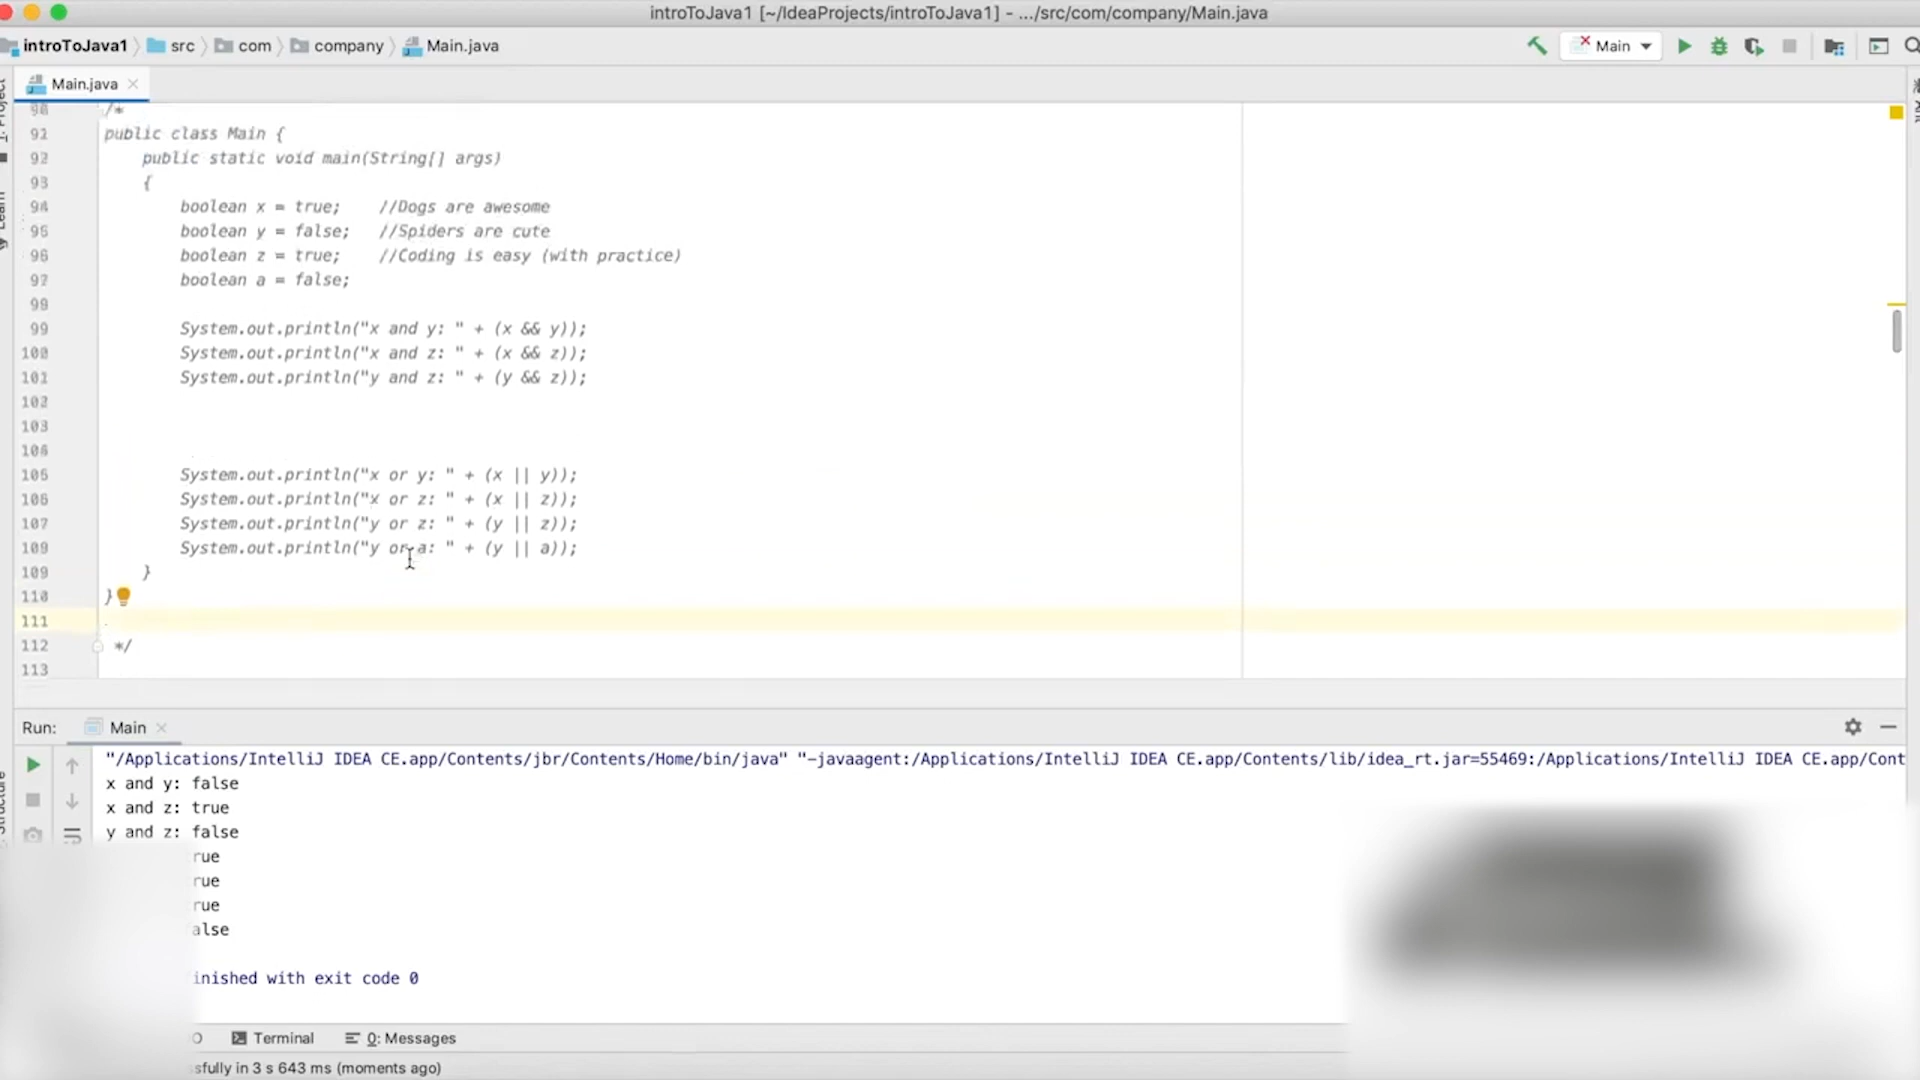 introToJava1 [~/IdeaProjects/introToJava1] - .../src/com/company/Main.java
introToJava1 src com company Main.java
Main
Main.java
90 /*
91 public class Main {
92 public static void main(String[] args)
93 {
94 boolean x = true; //Dogs are awesome
95 boolean y = false; //Spiders are cute
96 boolean z = true; //Coding is easy (with practice)
97 boolean a = false;
98
99 System.out.println("x and y: " + (x && y));
100 System.out.println("x and z: " + (x && z));
101 System.out.println("y and z: " + (y && z));
102
103
105 System.out.println("x or y: " + (x || y));
106 System.out.println("x or z: " + (x || z));
107 System.out.println("y or z: " + (y || z));
System.out.println("y or a: " + (y || a));
109 }
110 }
111
112 */
113
Run: Main
"/Applications/IntelliJ IDEA CE.app/Contents/jbr/Contents/Home/bin/java" "-javaagent:/Applications/IntelliJ IDEA CE.app/Contents/lib/idea_rt.jar=55469:/Applications/IntelliJ IDEA CE.app/Cont
x and y: false
x and z: true
y and z: false
rue
rue
rue
alse
inished with exit code 0
Terminal 0: Messages
sfully in 3 s 643 ms (moments ago)